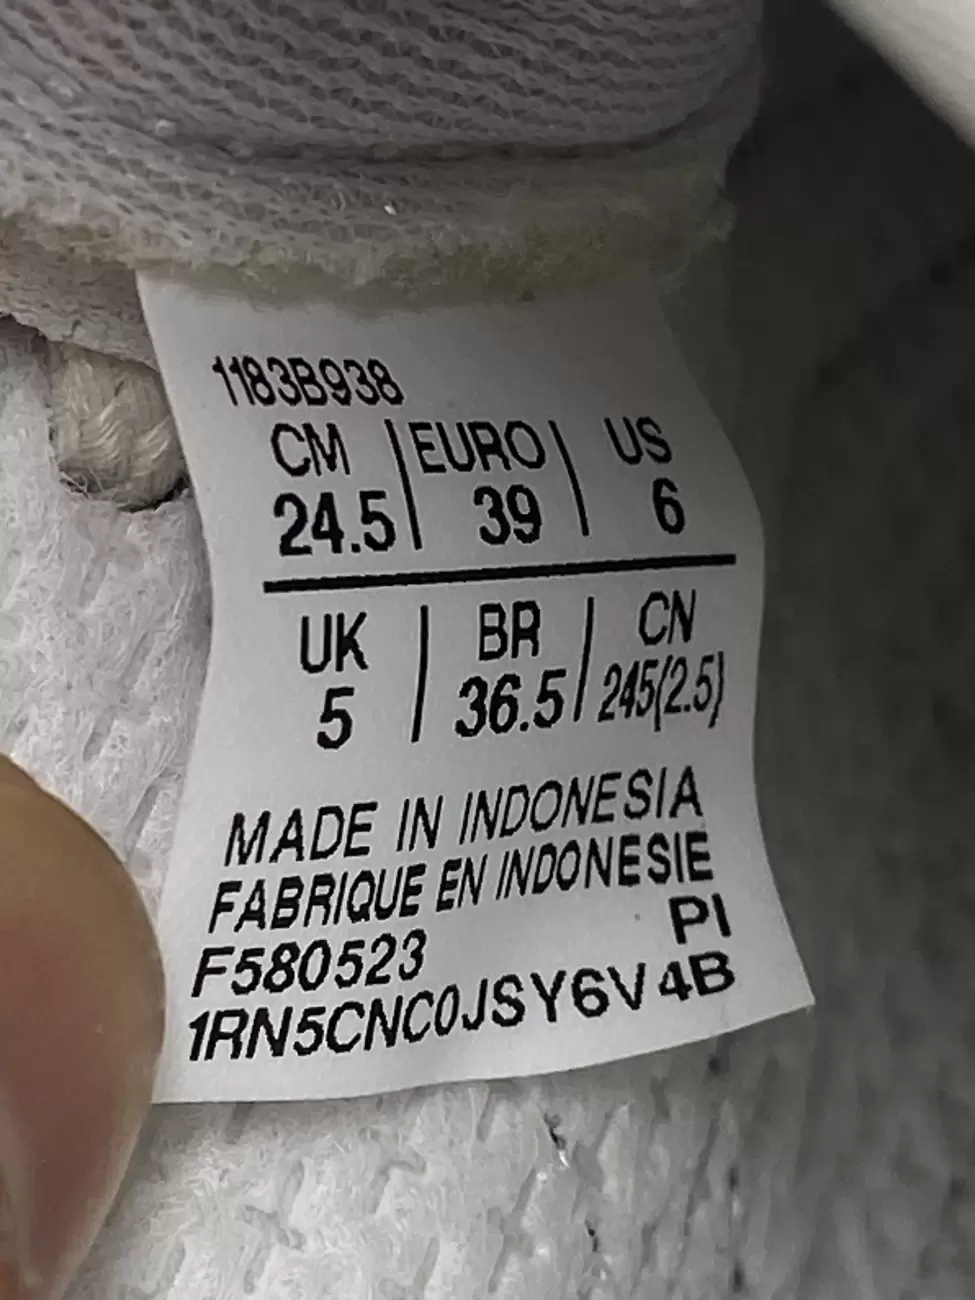 1183B938
CM | EURO | US
24.5 | 39 | 6
UK | BR | CN
5 | 36.5 | 245(2.5)
MADE IN INDONESIA
FABRIQUE EN INDONESIE
PI
F580523
1RN5CNC0JSY6V4B